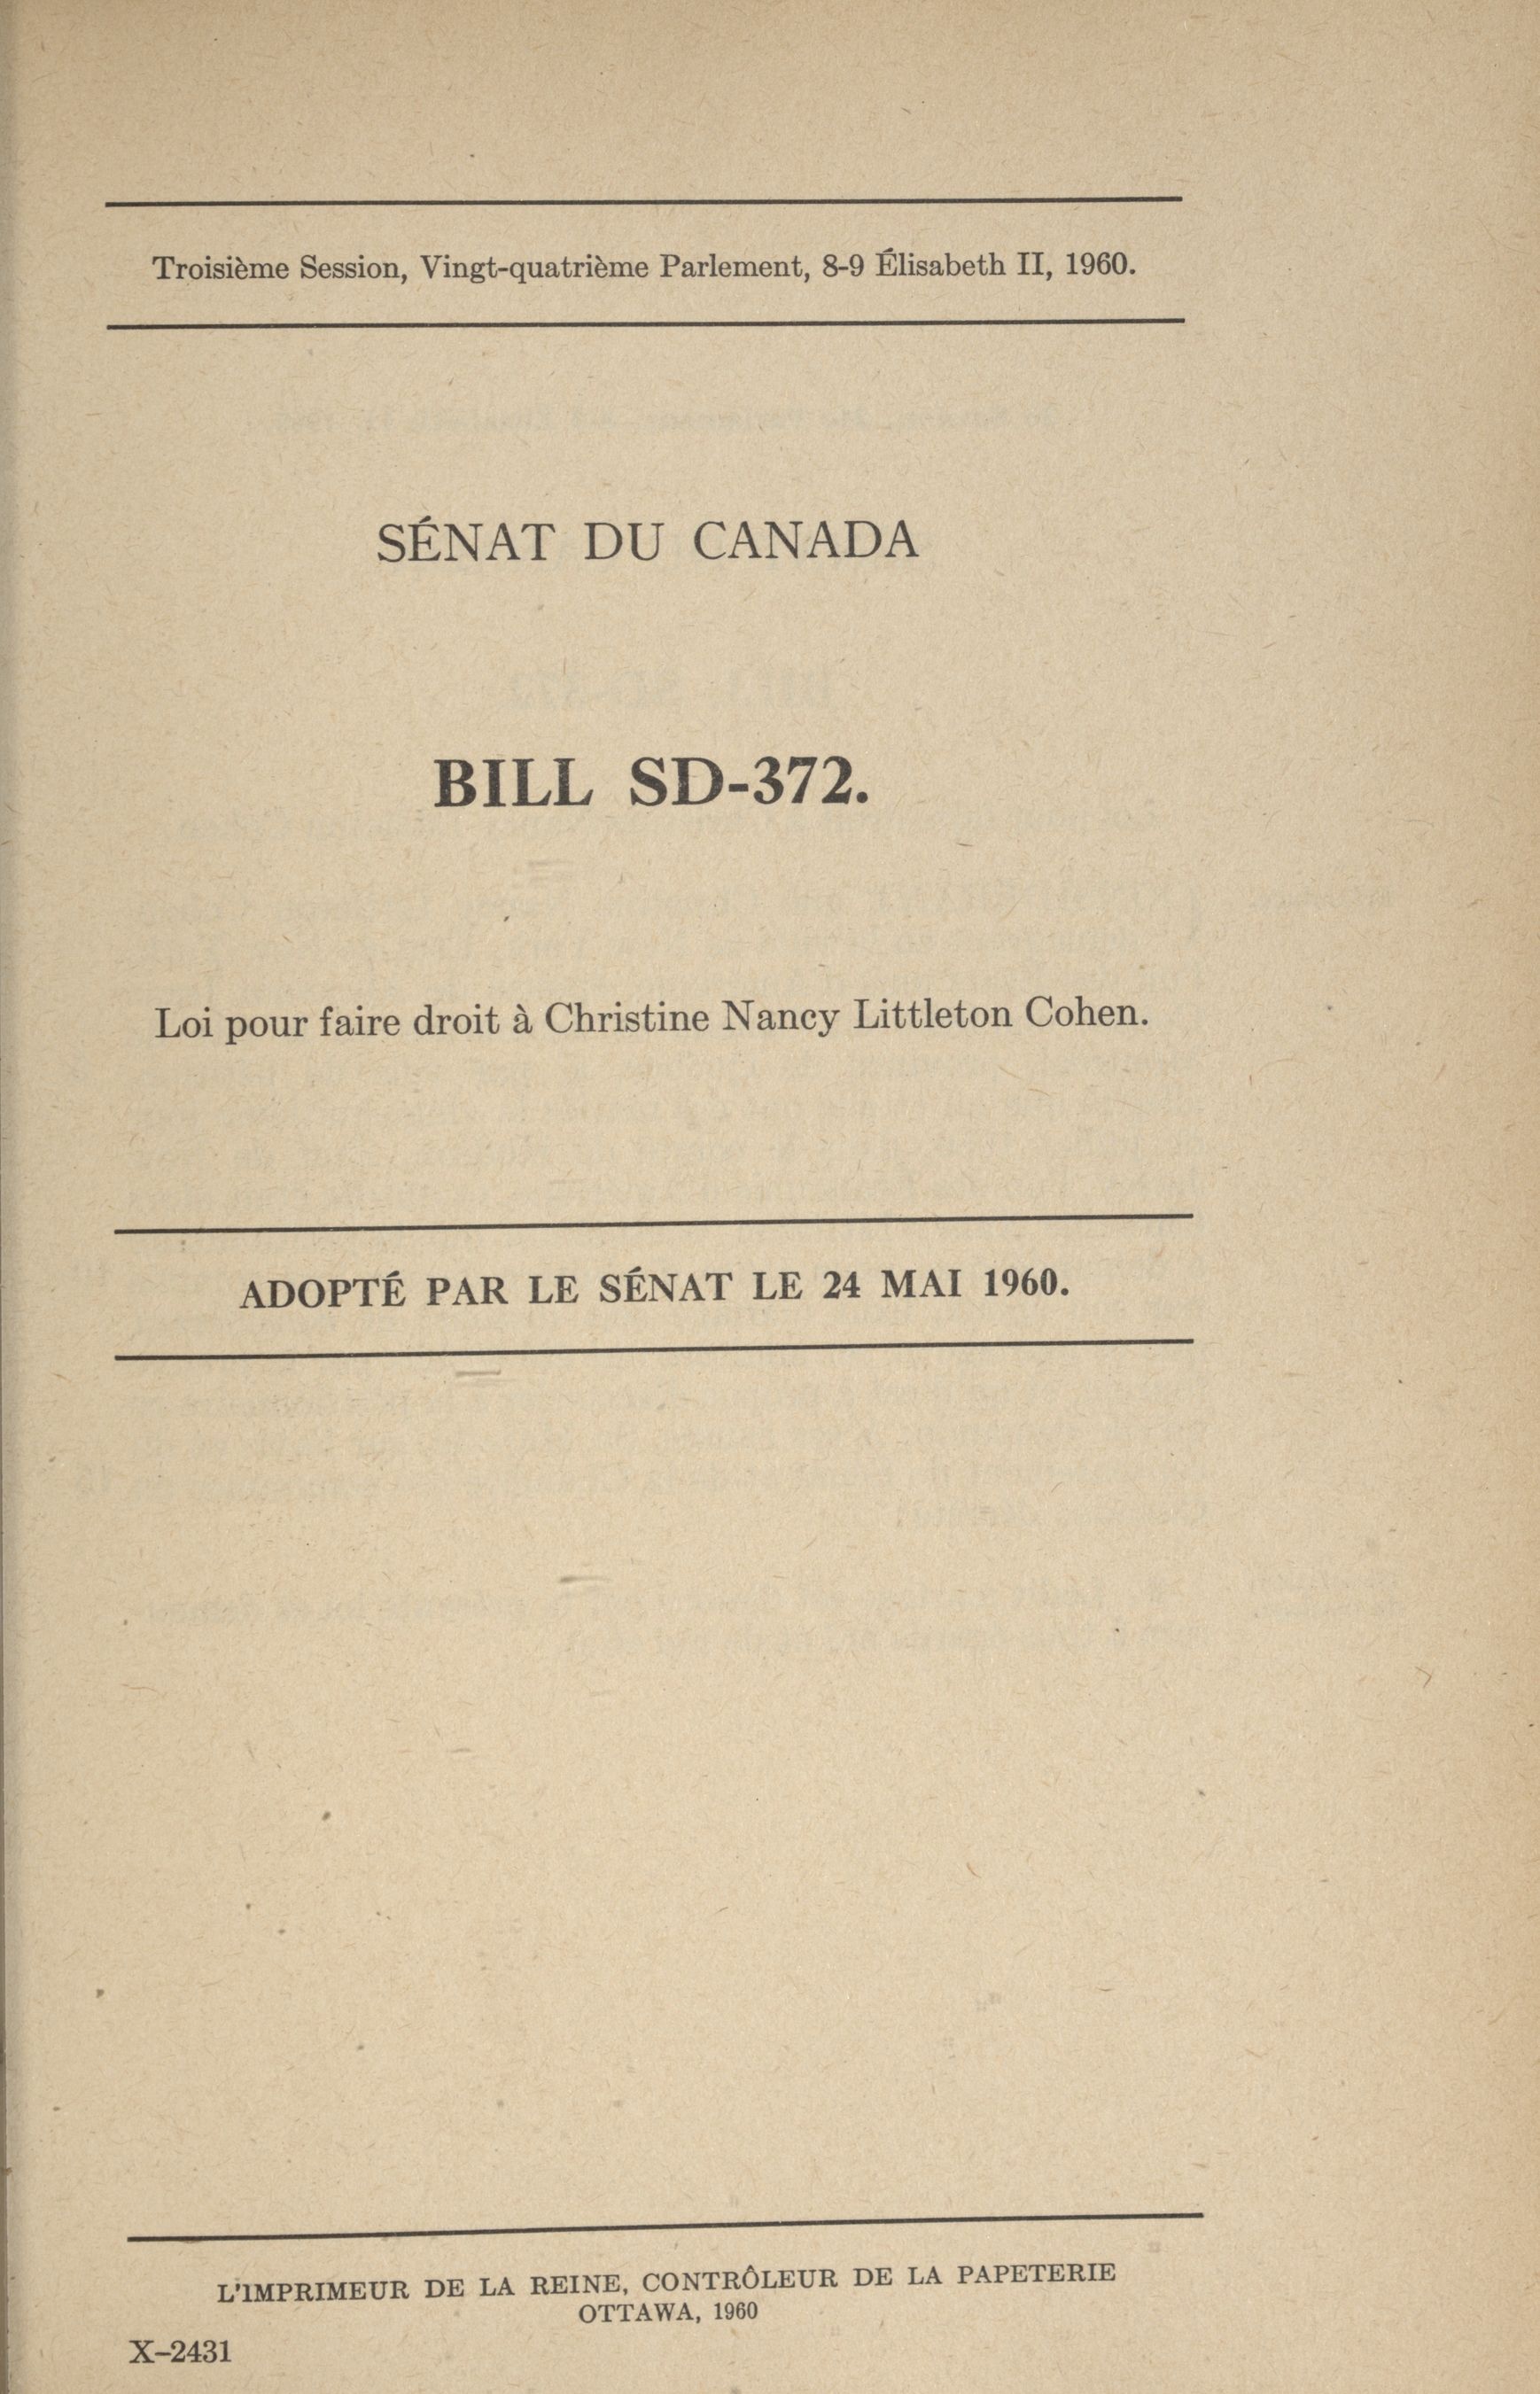 Troisième Session, Vingt-quatrième Parlement, 8-9 Élisabeth II, 1960.
SÉNAT DU CANADA
BILL SD-372.
Loi pour faire droit à Christine Nancy Littleton Cohen.
ADOPTÉ PAR LE SÉNAT LE 24 MAI 1960.
L'IMPRIMEUR DE LA REINE, CONTRÔLEUR DE LA PAPETERIE
OTTAWA, 1960
X-2431